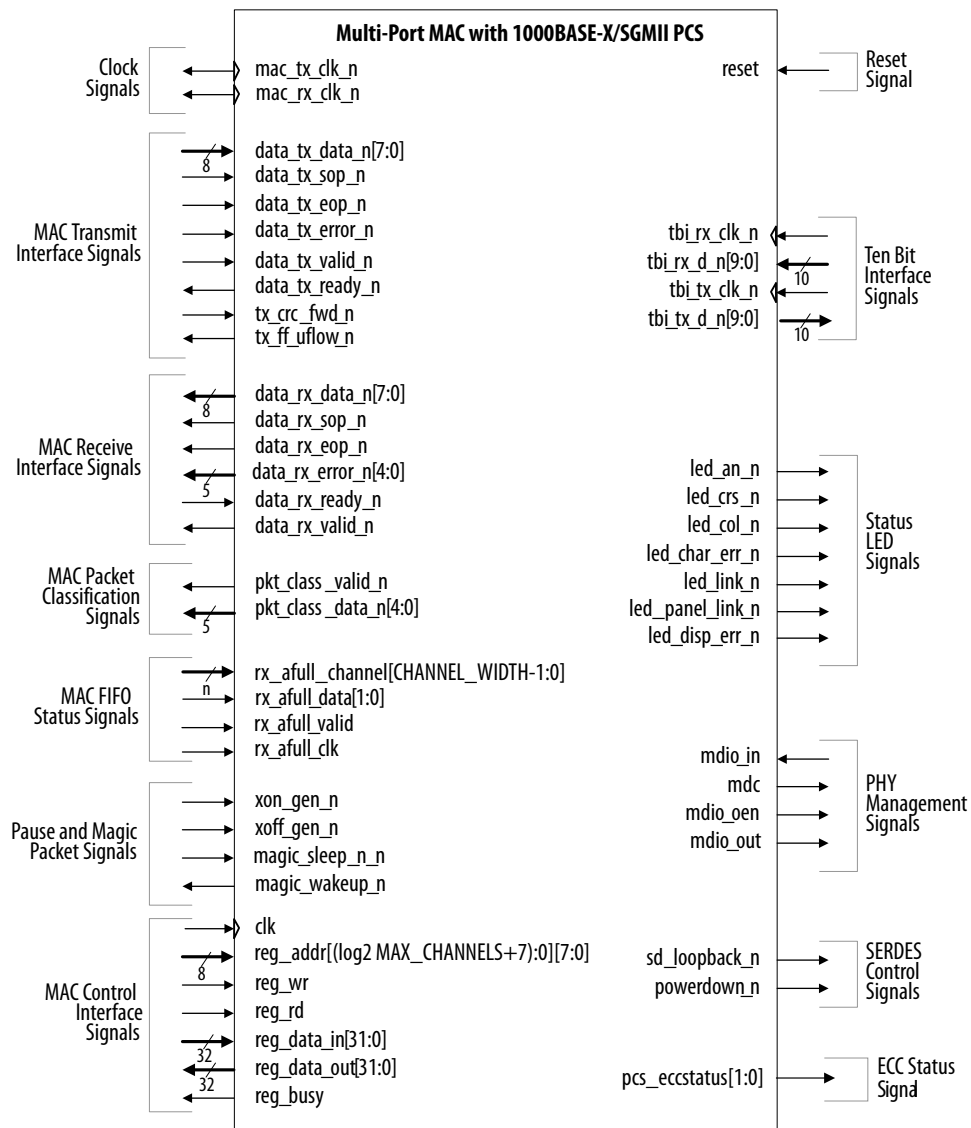 Multi-Port MAC with 1000BASE-X/SGMII PCS
Clock
Signals
mac_tx_clk_n
mac_rx_clk_n
MAC Transmit
Interface Signals
data_tx_data_n[7:0]
8
data_tx_sop_n
data_tx_eop_n
data_tx_error_n
data_tx_valid_n
data_tx_ready_n
tx_crc_fwd_n
tx_ff_uflow_n
MAC Receive
Interface Signals
data_rx_data_n[7:0]
8
data_rx_sop_n
data_rx_eop_n
data_rx_error_n[4:0]
5
data_rx_ready_n
data_rx_valid_n
MAC Packet
Classification
Signals
pkt_class_valid_n
pkt_class_data_n[4:0]
5
MAC FIFO
Status Signals
rx_afull_channel[CHANNEL_WIDTH-1:0]
n
rx_afull_data[1:0]
rx_afull_valid
rx_afull_clk
Pause and Magic
Packet Signals
xon_gen_n
xoff_gen_n
magic_sleep_n_n
magic_wakeup_n
MAC Control
Interface
Signals
clk
reg_addr[(log2 MAX_CHANNELS+7):0][7:0]
8
reg_wr
reg_rd
reg_data_in[31:0]
32
reg_data_out[31:0]
32
reg_busy
reset
Reset
Signal
tbi_rx_clk_n
tbi_rx_d_n[9:0]
10
tbi_tx_clk_n
tbi_tx_d_n[9:0]
10
Ten Bit
Interface
Signals
led_an_n
led_crs_n
led_col_n
led_char_err_n
led_link_n
led_panel_link_n
led_disp_err_n
Status
LED
Signals
mdio_in
mdc
mdio_oen
mdio_out
PHY
Management
Signals
sd_loopback_n
powerdown_n
SERDES
Control
Signals
pcs_eccstatus[1:0]
ECC Status
Signal